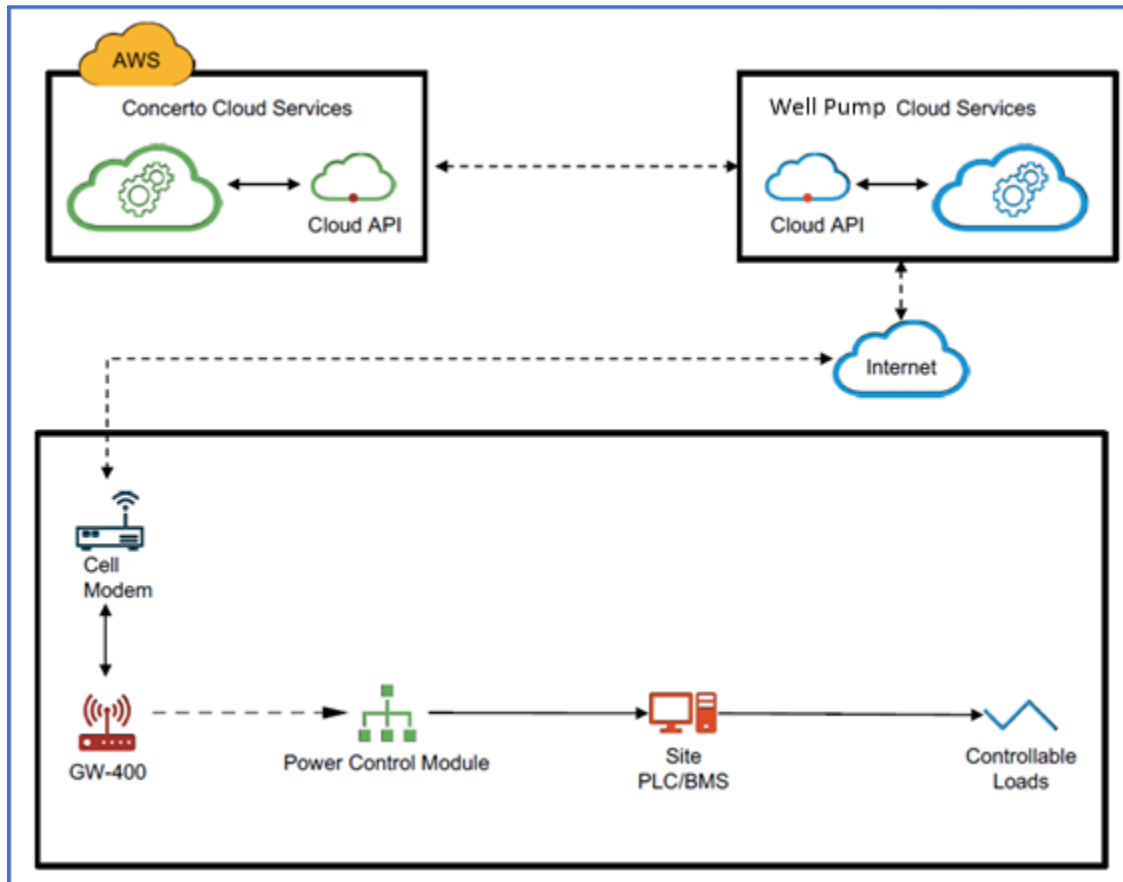 AWS
Concerto Cloud Services
Cloud API
Well Pump Cloud Services
Cloud API
Internet
Cell
Modem
GW-400
Power Control Module
Site
PLC/BMS
Controllable
Loads